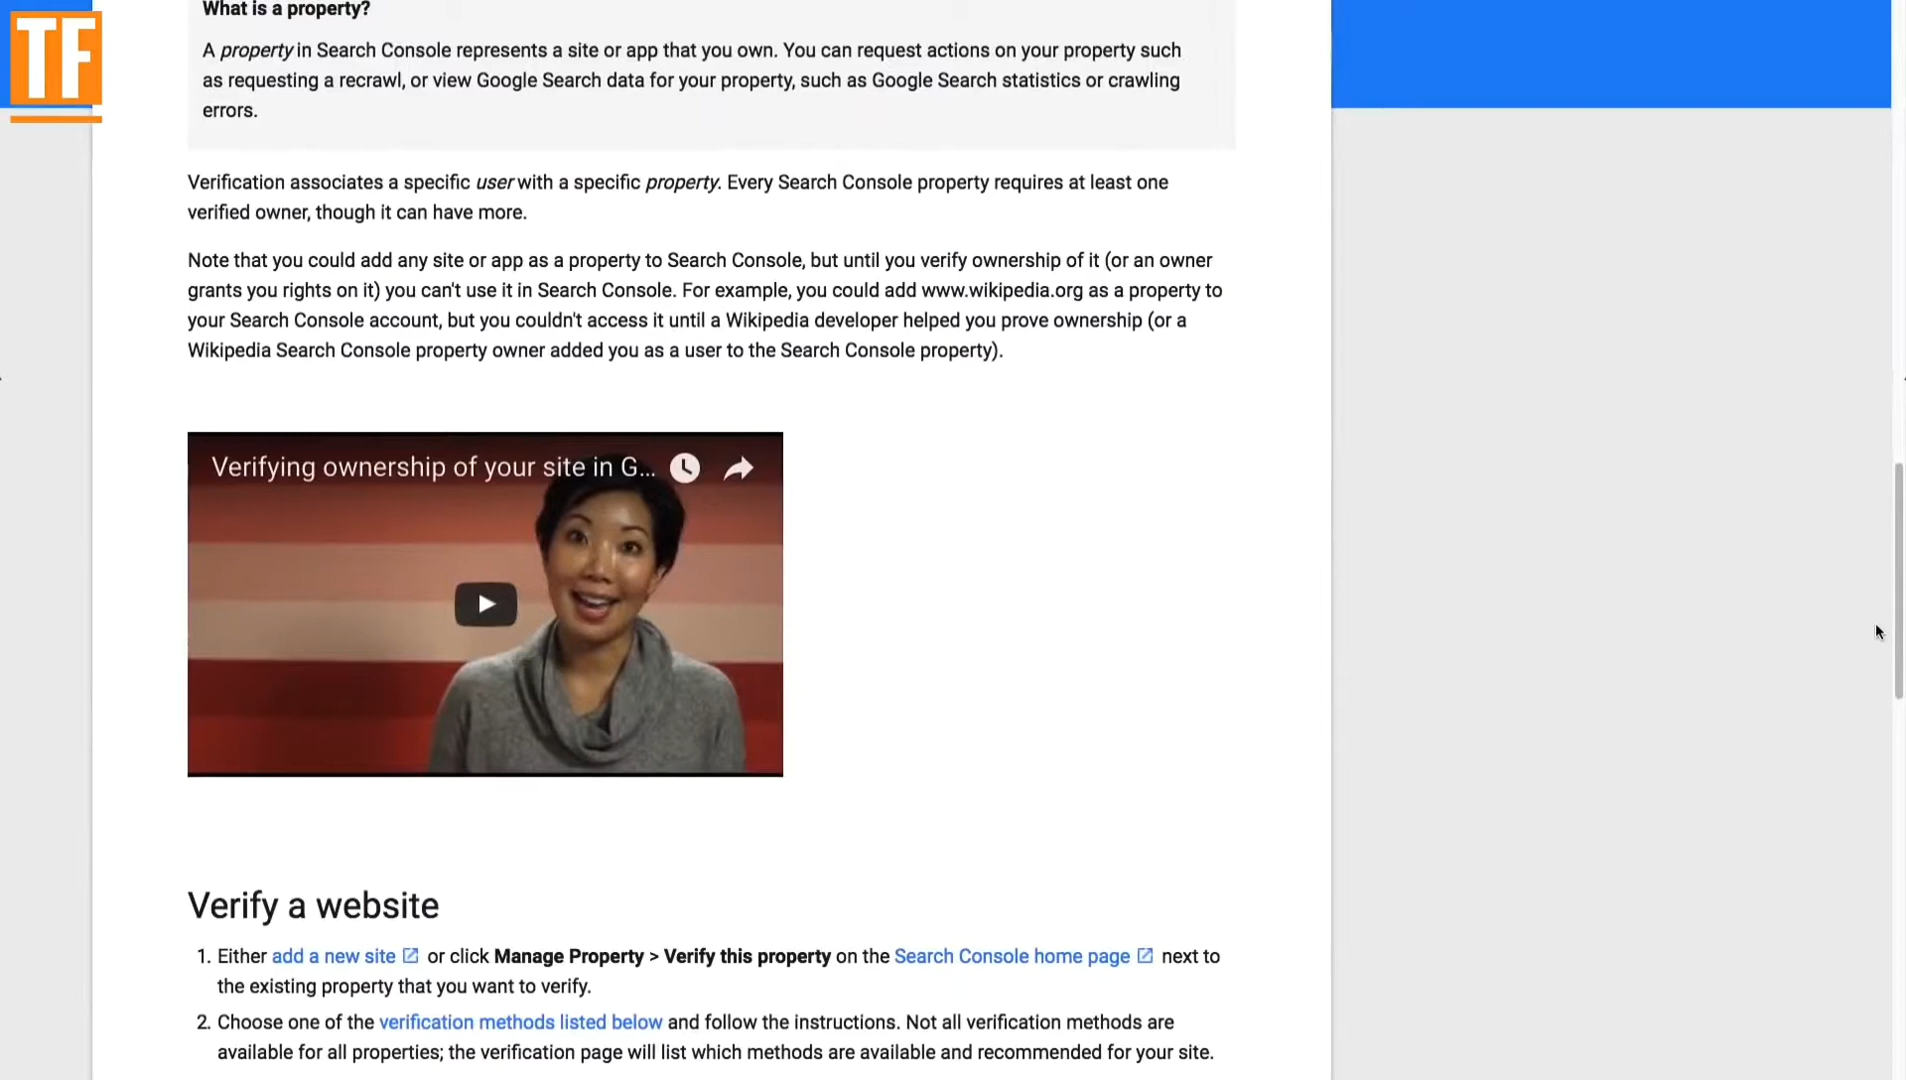 What is a property?
TF
A property in Search Console represents a site or app that you own. You can request actions on your property such
as requesting a recrawl, or view Google Search data for your property, such as Google Search statistics or crawling
errors.
Verification associates a specific user with a specific property. Every Search Console property requires at least one
verified owner, though it can have more.
Note that you could add any site or app as a property to Search Console, but until you verify ownership of it (or an owner
grants you rights on it) you can't use it in Search Console. For example, you could add www.wikipedia.org as a property to
your Search Console account, but you couldn't access it until a Wikipedia developer helped you prove ownership (or a
Wikipedia Search Console property owner added you as a user to the Search Console property).
Verifying ownership of your site in G...
Verify a website
1. Either add a new site or click Manage Property > Verify this property on the Search Console home page next to
the existing property that you want to verify.
2. Choose one of the verification methods listed below and follow the instructions. Not all verification methods are
available for all properties; the verification page will list which methods are available and recommended for your site.